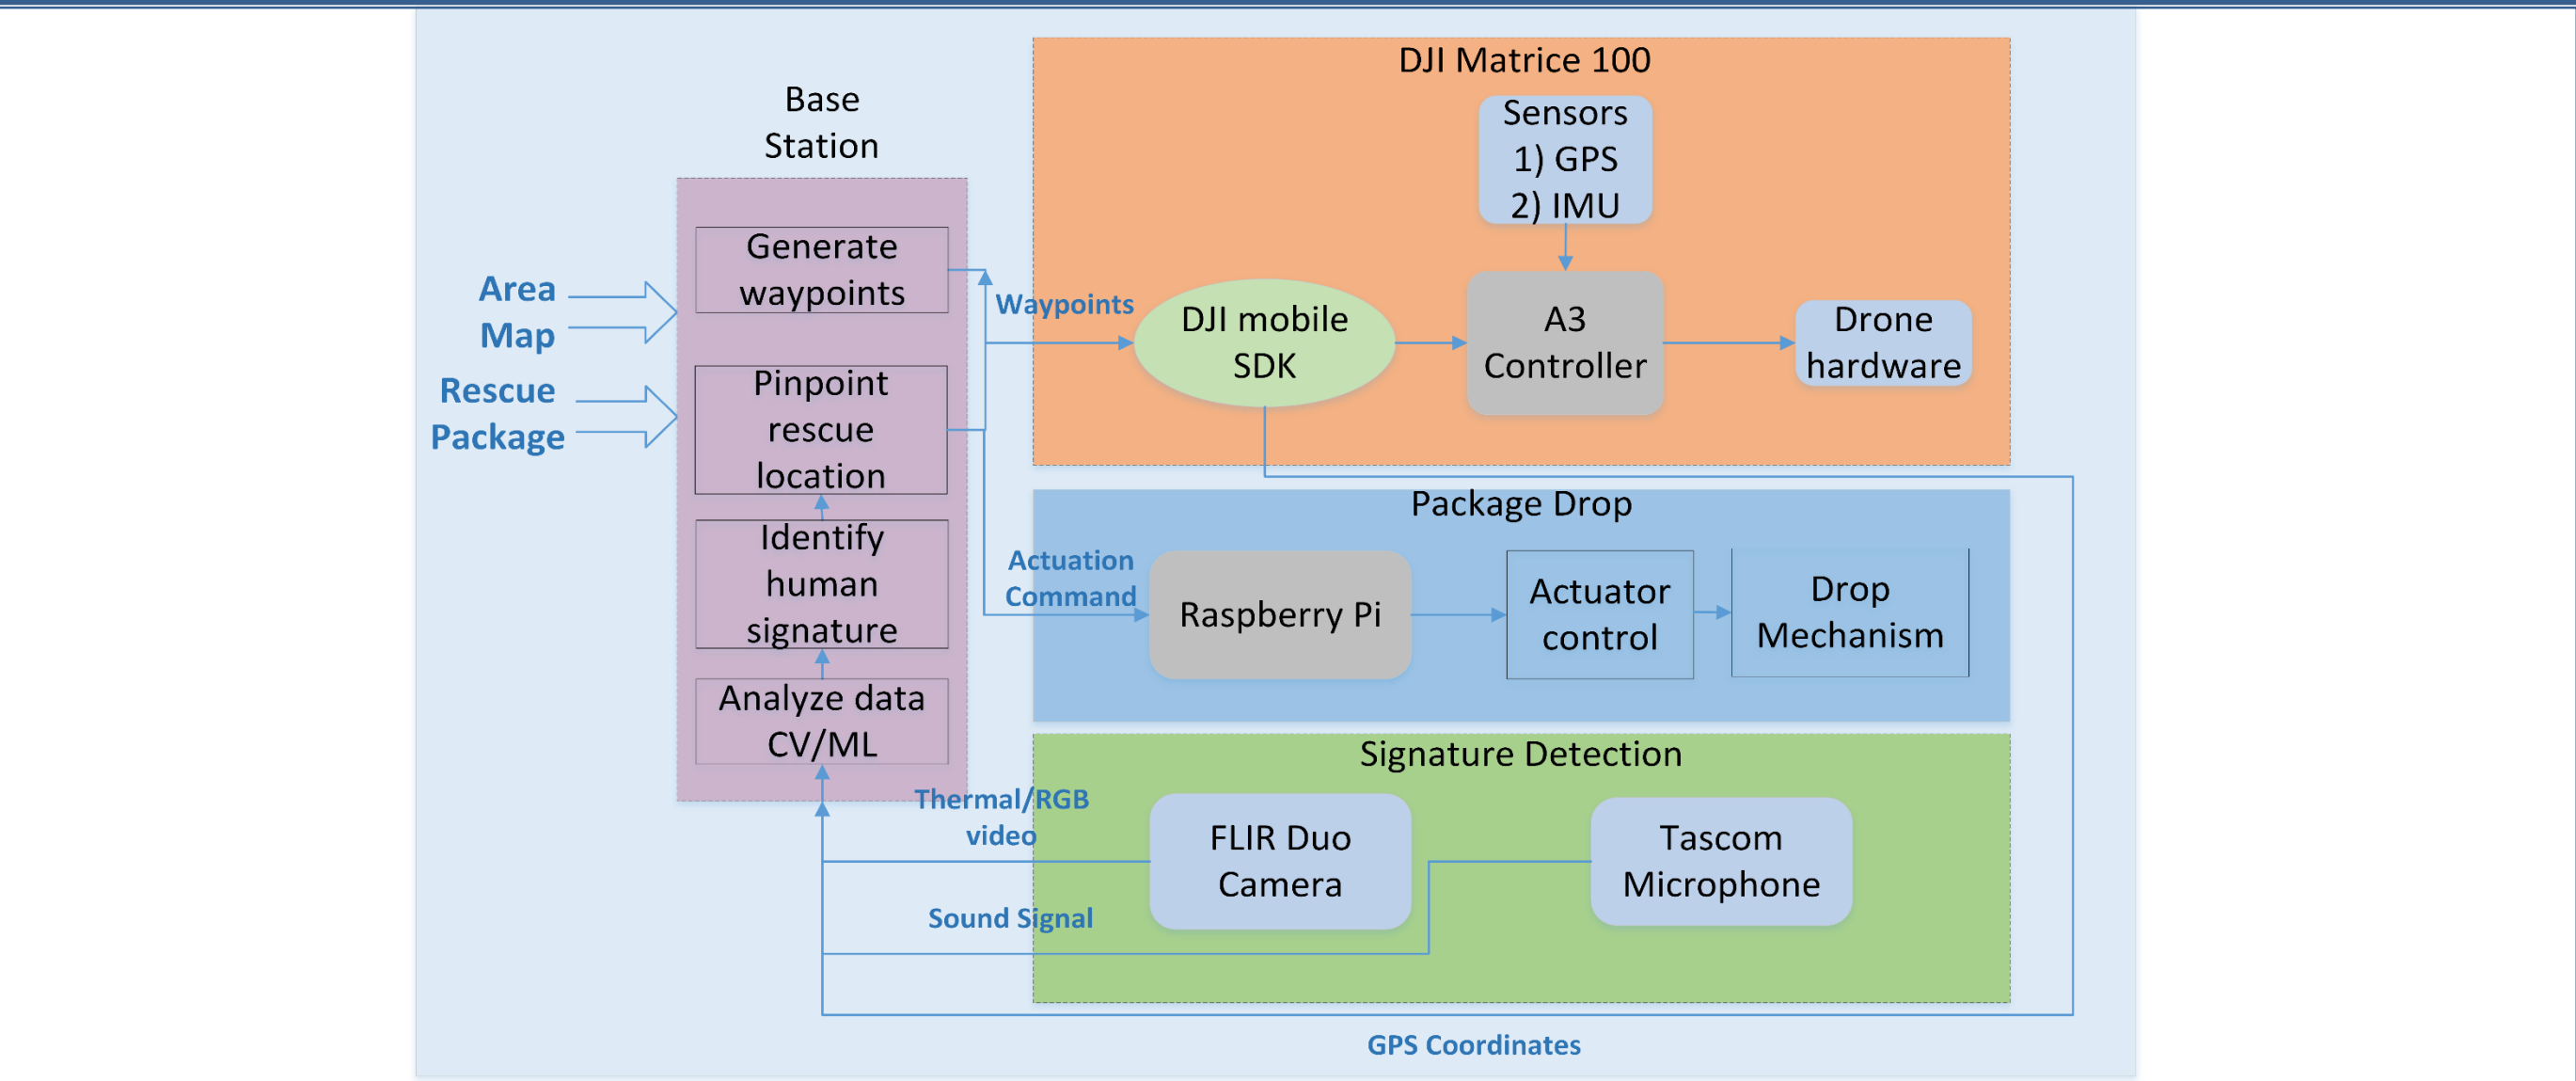 DJI Matrice 100
Sensors
1) GPS
2) IMU
Base
Station
Generate
waypoints
Area
Map
Waypoints
DJI mobile
SDK
A3
Controller
Drone
hardware
Rescue
Package
Pinpoint
rescue
location
Package Drop
Identify
human
signature
Actuation
Command
Raspberry Pi
Actuator
control
Drop
Mechanism
Analyze data
CV/ML
Signature Detection
Thermal/RGB
video
FLIR Duo
Camera
Tascom
Microphone
Sound Signal
GPS Coordinates